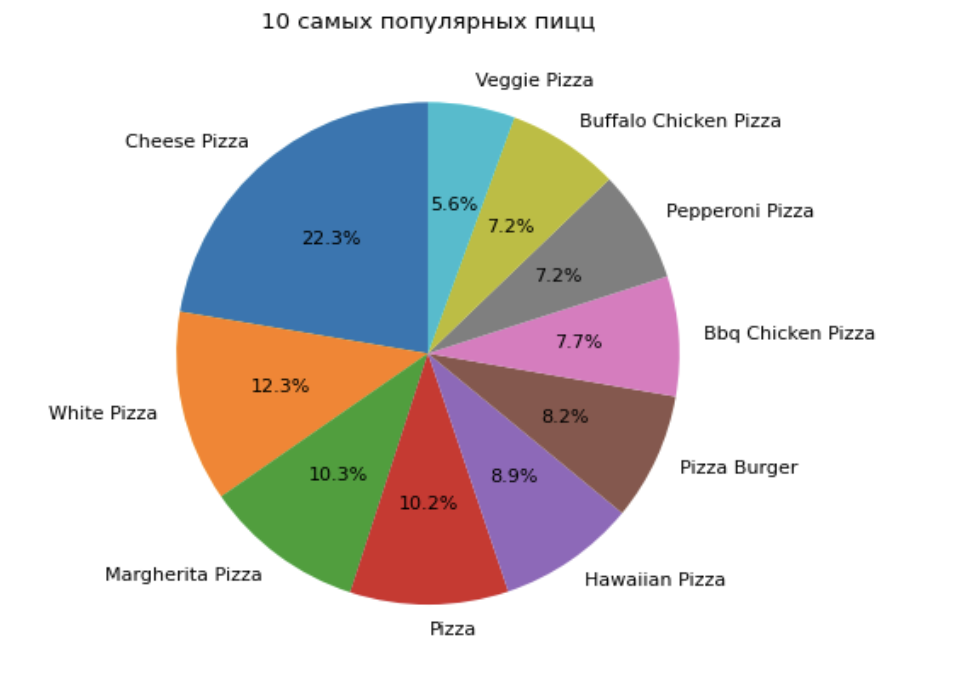 10 самых популярных пицц
Veggie Pizza
Buffalo Chicken Pizza
Cheese Pizza
Pepperoni Pizza
5.6%
7.2%
22.3%
7.2%
Bbq Chicken Pizza
7.7%
12.3%
White Pizza
8.2%
Pizza Burger
10.3%
8.9%
10.2%
Margherita Pizza
Hawaiian Pizza
Pizza